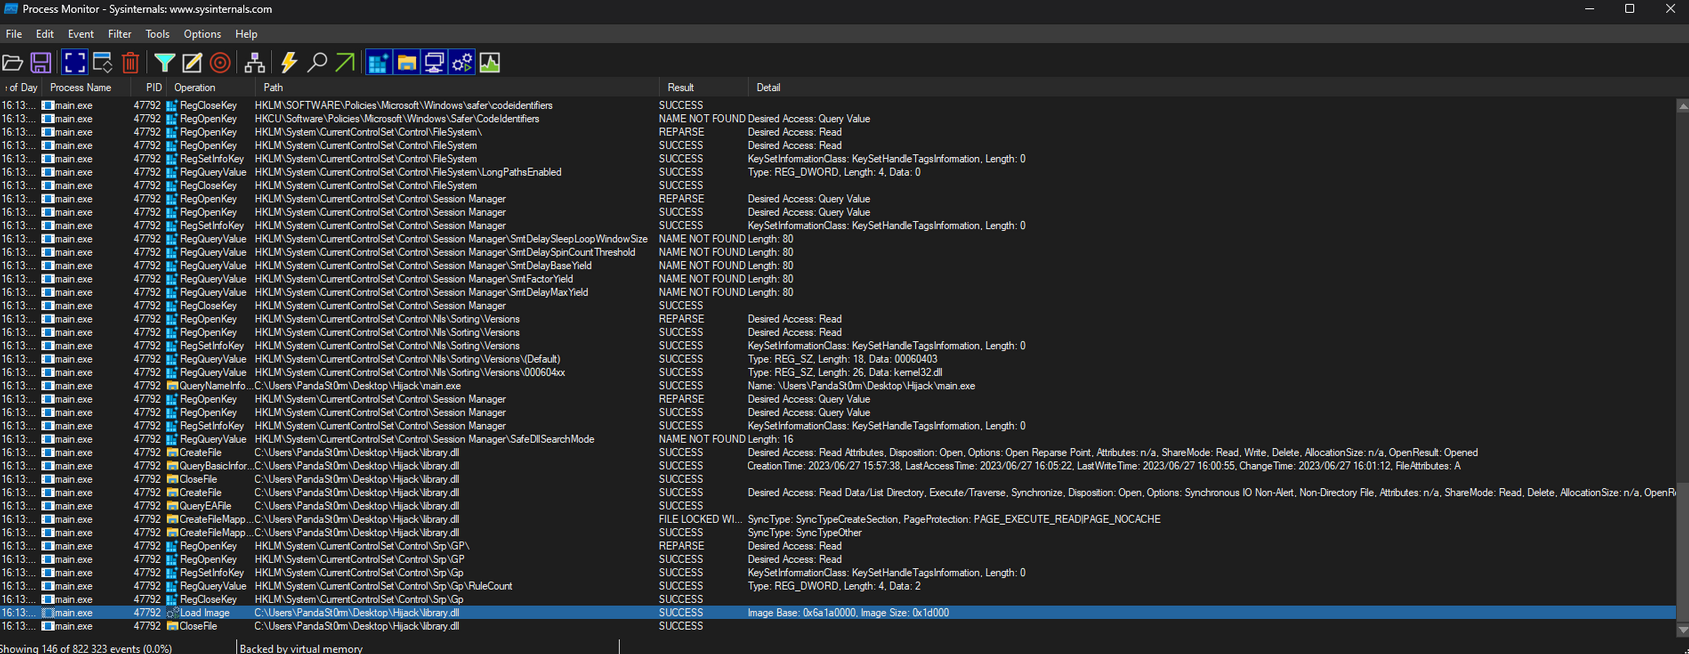 Process Monitor - Sysinternals: www.sysinternals.com
File Edit Event Filter Tools Options Help
of Day Process Name PID Operation Path Result Detail
16:13:... main.exe 47792 RegCloseKey HKLM\SOFTWARE\Policies\Microsoft\Windows\safer\codeidentifiers SUCCESS
16:13:... main.exe 47792 RegOpenKey HKCU\Software\Policies\Microsoft\Windows\Safer\CodeIdentifiers NAME NOT FOUND Desired Access: Query Value
16:13:... main.exe 47792 RegOpenKey HKLM\System\CurrentControlSet\Control\FileSystem\ REPARSE Desired Access: Read
16:13:... main.exe 47792 RegOpenKey HKLM\System\CurrentControlSet\Control\FileSystem SUCCESS Desired Access: Read
16:13:... main.exe 47792 RegSetInfoKey HKLM\System\CurrentControlSet\Control\FileSystem SUCCESS KeySetInformationClass: KeySetHandleTagsInformation, Length: 0
16:13:... main.exe 47792 RegQueryValue HKLM\System\CurrentControlSet\Control\FileSystem\LongPathsEnabled SUCCESS Type: REG_DWORD, Length: 4, Data: 0
16:13:... main.exe 47792 RegCloseKey HKLM\System\CurrentControlSet\Control\FileSystem SUCCESS
16:13:... main.exe 47792 RegOpenKey HKLM\System\CurrentControlSet\Control\Session Manager REPARSE Desired Access: Query Value
16:13:... main.exe 47792 RegOpenKey HKLM\System\CurrentControlSet\Control\Session Manager SUCCESS Desired Access: Query Value
16:13:... main.exe 47792 RegSetInfoKey HKLM\System\CurrentControlSet\Control\Session Manager SUCCESS KeySetInformationClass: KeySetHandleTagsInformation, Length: 0
16:13:... main.exe 47792 RegQueryValue HKLM\System\CurrentControlSet\Control\Session Manager\SmtDelaySleepLoopWindowSize NAME NOT FOUND Length: 80
16:13:... main.exe 47792 RegQueryValue HKLM\System\CurrentControlSet\Control\Session Manager\SmtDelaySpinCountThreshold NAME NOT FOUND Length: 80
16:13:... main.exe 47792 RegQueryValue HKLM\System\CurrentControlSet\Control\Session Manager\SmtDelayBaseYield NAME NOT FOUND Length: 80
16:13:... main.exe 47792 RegQueryValue HKLM\System\CurrentControlSet\Control\Session Manager\SmtFactorYield NAME NOT FOUND Length: 80
16:13:... main.exe 47792 RegQueryValue HKLM\System\CurrentControlSet\Control\Session Manager\SmtDelayMaxYield NAME NOT FOUND Length: 80
16:13:... main.exe 47792 RegCloseKey HKLM\System\CurrentControlSet\Control\Session Manager SUCCESS
16:13:... main.exe 47792 RegOpenKey HKLM\System\CurrentControlSet\Control\Nls\Sorting\Versions REPARSE Desired Access: Read
16:13:... main.exe 47792 RegOpenKey HKLM\System\CurrentControlSet\Control\Nls\Sorting\Versions SUCCESS Desired Access: Read
16:13:... main.exe 47792 RegSetInfoKey HKLM\System\CurrentControlSet\Control\Nls\Sorting\Versions SUCCESS KeySetInformationClass: KeySetHandleTagsInformation, Length: 0
16:13:... main.exe 47792 RegQueryValue HKLM\System\CurrentControlSet\Control\Nls\Sorting\Versions\(Default) SUCCESS Type: REG_SZ, Length: 18, Data: 00060403
16:13:... main.exe 47792 RegQueryValue HKLM\System\CurrentControlSet\Control\Nls\Sorting\Versions\000604xx SUCCESS Type: REG_SZ, Length: 26, Data: kernel32.dll
16:13:... main.exe 47792 QueryNameInfo... C:\Users\PandaSt0rm\Desktop\Hijack\main.exe SUCCESS Name: \Users\PandaSt0rm\Desktop\Hijack\main.exe
16:13:... main.exe 47792 RegOpenKey HKLM\System\CurrentControlSet\Control\Session Manager REPARSE Desired Access: Query Value
16:13:... main.exe 47792 RegOpenKey HKLM\System\CurrentControlSet\Control\Session Manager SUCCESS Desired Access: Query Value
16:13:... main.exe 47792 RegSetInfoKey HKLM\System\CurrentControlSet\Control\Session Manager SUCCESS KeySetInformationClass: KeySetHandleTagsInformation, Length: 0
16:13:... main.exe 47792 RegQueryValue HKLM\System\CurrentControlSet\Control\Session Manager\SafeDllSearchMode NAME NOT FOUND Length: 16
16:13:... main.exe 47792 CreateFile C:\Users\PandaSt0rm\Desktop\Hijack\library.dll SUCCESS Desired Access: Read Attributes, Disposition: Open, Options: Open Reparse Point, Attributes: n/a, ShareMode: Read, Write, Delete, AllocationSize: n/a, OpenResult: Opened
16:13:... main.exe 47792 QueryBasicInfor... C:\Users\PandaSt0rm\Desktop\Hijack\library.dll SUCCESS CreationTime: 2023/06/27 15:57:38, LastAccessTime: 2023/06/27 16:05:22, LastWriteTime: 2023/06/27 16:00:55, ChangeTime: 2023/06/27 16:01:12, FileAttributes: A
16:13:... main.exe 47792 CloseFile C:\Users\PandaSt0rm\Desktop\Hijack\library.dll SUCCESS
16:13:... main.exe 47792 CreateFile C:\Users\PandaSt0rm\Desktop\Hijack\library.dll SUCCESS Desired Access: Read Data/List Directory, Execute/Traverse, Synchronize, Disposition: Open, Options: Synchronous IO Non-Alert, Non-Directory File, Attributes: n/a, ShareMode: Read, Delete, AllocationSize: n/a, OpenR
16:13:... main.exe 47792 QueryEAFile C:\Users\PandaSt0rm\Desktop\Hijack\library.dll SUCCESS
16:13:... main.exe 47792 CreateFileMapp... C:\Users\PandaSt0rm\Desktop\Hijack\library.dll FILE LOCKED WI... SyncType: SyncTypeCreateSection, PageProtection: PAGE_EXECUTE_READ|PAGE_NOCACHE
16:13:... main.exe 47792 CreateFileMapp... C:\Users\PandaSt0rm\Desktop\Hijack\library.dll SUCCESS SyncType: SyncTypeOther
16:13:... main.exe 47792 RegOpenKey HKLM\System\CurrentControlSet\Control\Srp\GP\ REPARSE Desired Access: Read
16:13:... main.exe 47792 RegOpenKey HKLM\System\CurrentControlSet\Control\Srp\GP SUCCESS Desired Access: Read
16:13:... main.exe 47792 RegSetInfoKey HKLM\System\CurrentControlSet\Control\Srp\Gp SUCCESS KeySetInformationClass: KeySetHandleTagsInformation, Length: 0
16:13:... main.exe 47792 RegQueryValue HKLM\System\CurrentControlSet\Control\Srp\Gp\RuleCount SUCCESS Type: REG_DWORD, Length: 4, Data: 2
16:13:... main.exe 47792 RegCloseKey HKLM\System\CurrentControlSet\Control\Srp\Gp SUCCESS
16:13:... main.exe 47792 Load Image C:\Users\PandaSt0rm\Desktop\Hijack\library.dll SUCCESS Image Base: 0x6a1a0000, Image Size: 0x1d000
16:13:... main.exe 47792 CloseFile C:\Users\PandaSt0rm\Desktop\Hijack\library.dll SUCCESS
Showing 146 of 822 323 events (0.0%) Backed by virtual memory